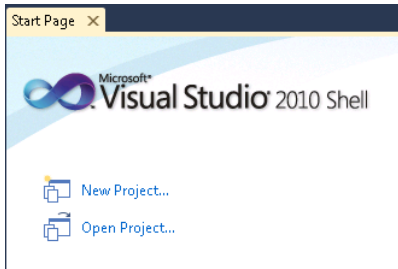 Start Page
Microsoft®
Visual Studio® 2010 Shell
New Project...
Open Project...